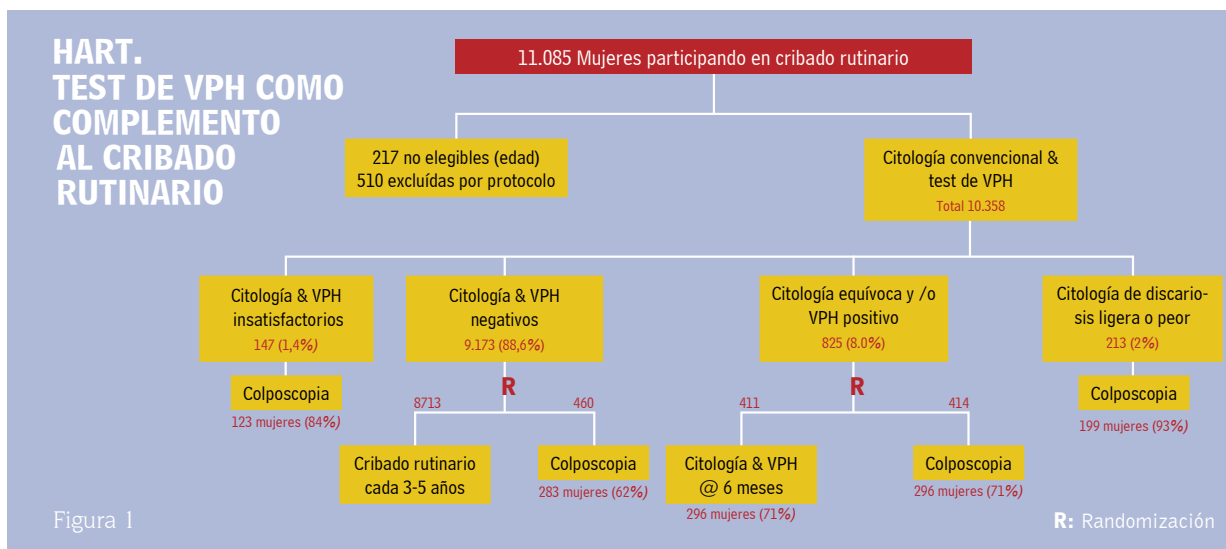 HART.
TEST DE VPH COMO
COMPLEMENTO
AL CRIBADO
RUTINARIO
11.085 Mujeres participando en cribado rutinario
217 no elegibles (edad)
510 excluídas por protocolo
Citología convencional &
test de VPH
Total 10.358
Citología & VPH
insatisfactorios
147 (1,4%)
Citología & VPH
negativos
9.173 (88,6%)
Citología equívoca y /o
VPH positivo
825 (8.0%)
Citología de discario-
sis ligera o peor
213 (2%)
Colposcopia
123 mujeres (84%)
R
8713
460
R
411
414
Colposcopia
199 mujeres (93%)
Cribado rutinario
cada 3-5 años
Colposcopia
283 mujeres (62%)
Citología & VPH
@ 6 meses
296 mujeres (71%)
Colposcopia
296 mujeres (71%)
Figura 1
R: Randomización